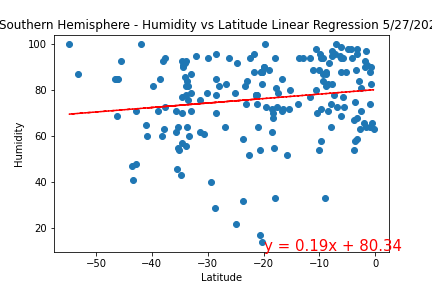 Southern Hemisphere - Humidity vs Latitude Linear Regression 5/27/202
100
80
60
40
20
Humidity
y = 0.19x + 80.34
−50
−40
−30
−20
−10
0
Latitude